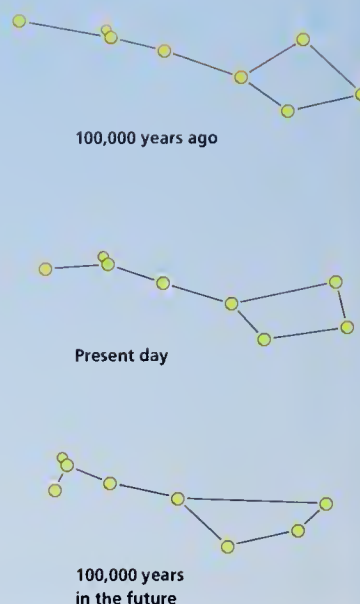 100,000 years ago
Present day
100,000 years
in the future